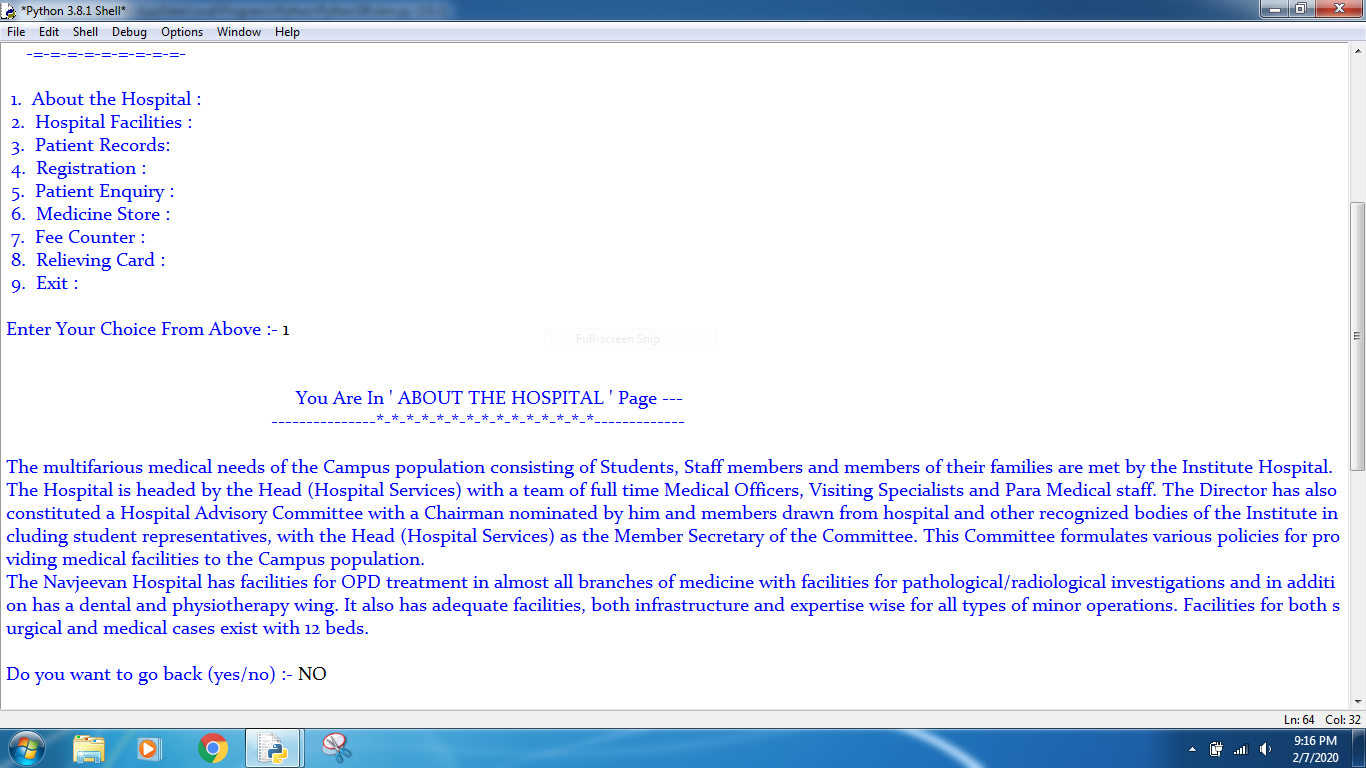 *Python 3.8.1 Shell*
File Edit Shell Debug Options Window Help
-=-=-=-=-=-=-=-=-=-
1. About the Hospital :
2. Hospital Facilities :
3. Patient Records:
4. Registration :
5. Patient Enquiry :
6. Medicine Store :
7. Fee Counter :
8. Relieving Card :
9. Exit :
Enter Your Choice From Above :- 1
Full-screen Snip
You Are In ' ABOUT THE HOSPITAL ' Page ---
---------------*-*-*-*-*-*-*-*-*-*-*-*-*-*-*-------------
The multifarious medical needs of the Campus population consisting of Students, Staff members and members of their families are met by the Institute Hospital.
The Hospital is headed by the Head (Hospital Services) with a team of full time Medical Officers, Visiting Specialists and Para Medical staff. The Director has also
constituted a Hospital Advisory Committee with a Chairman nominated by him and members drawn from hospital and other recognized bodies of the Institute in
cluding student representatives, with the Head (Hospital Services) as the Member Secretary of the Committee. This Committee formulates various policies for pro
viding medical facilities to the Campus population.
The Navjeevan Hospital has facilities for OPD treatment in almost all branches of medicine with facilities for pathological/radiological investigations and in additi
on has a dental and physiotherapy wing. It also has adequate facilities, both infrastructure and expertise wise for all types of minor operations. Facilities for both s
urgical and medical cases exist with 12 beds.
Do you want to go back (yes/no) :- NO
Ln: 64 Col: 32
9:16 PM
2/7/2020